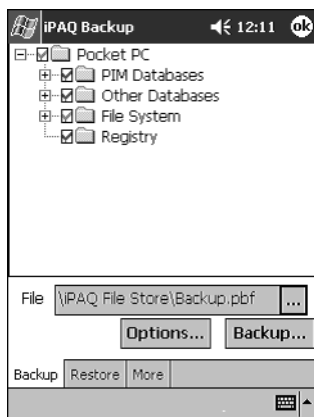 iPAQ Backup 12:11 ok
Pocket PC
PIM Databases
Other Databases
File System
Registry
File \iPAQ File Store\Backup.pbf ...
Options... Backup...
Backup Restore More